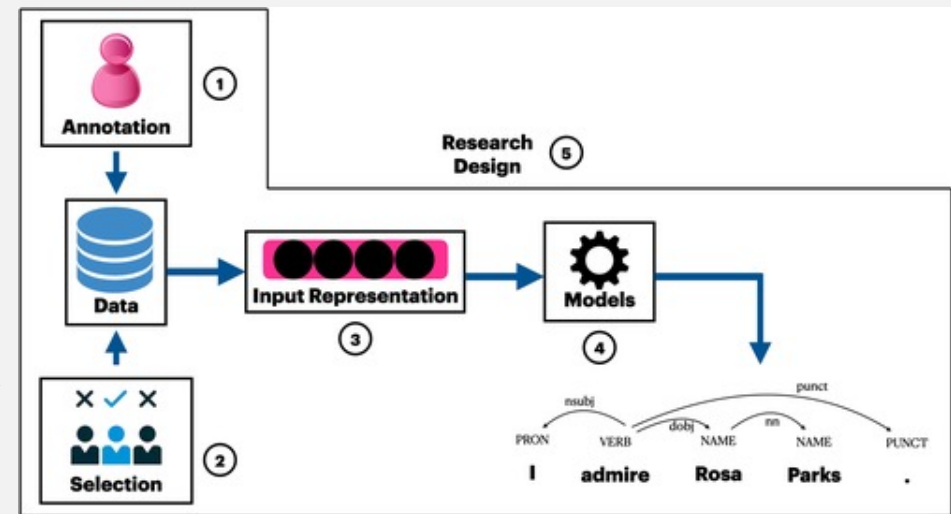 1
Annotation
Research
Design
5
Data
Input Representation
3
Models
4
Selection
2
punct
nsubj
dobj
nn
PRON VERB NAME NAME PUNCT
I admire Rosa Parks .